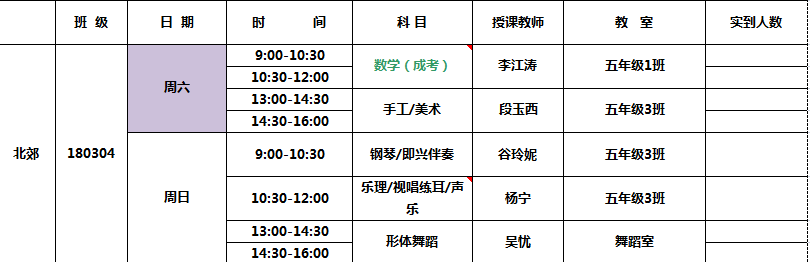 班 级 日 期 时 间 科 目 授课教师 教 室 实到人数
北郊 180304 周六 9:00-10:30 数学（成考） 李江涛 五年级1班
10:30-12:00
13:00-14:30 手工/美术 段玉西 五年级3班
14:30-16:00
周日 9:00-10:30 钢琴/即兴伴奏 谷玲妮 五年级3班
10:30-12:00 乐理/视唱练耳/声 杨宁 五年级3班
乐
13:00-14:30 形体舞蹈 吴忧 舞蹈室
14:30-16:00